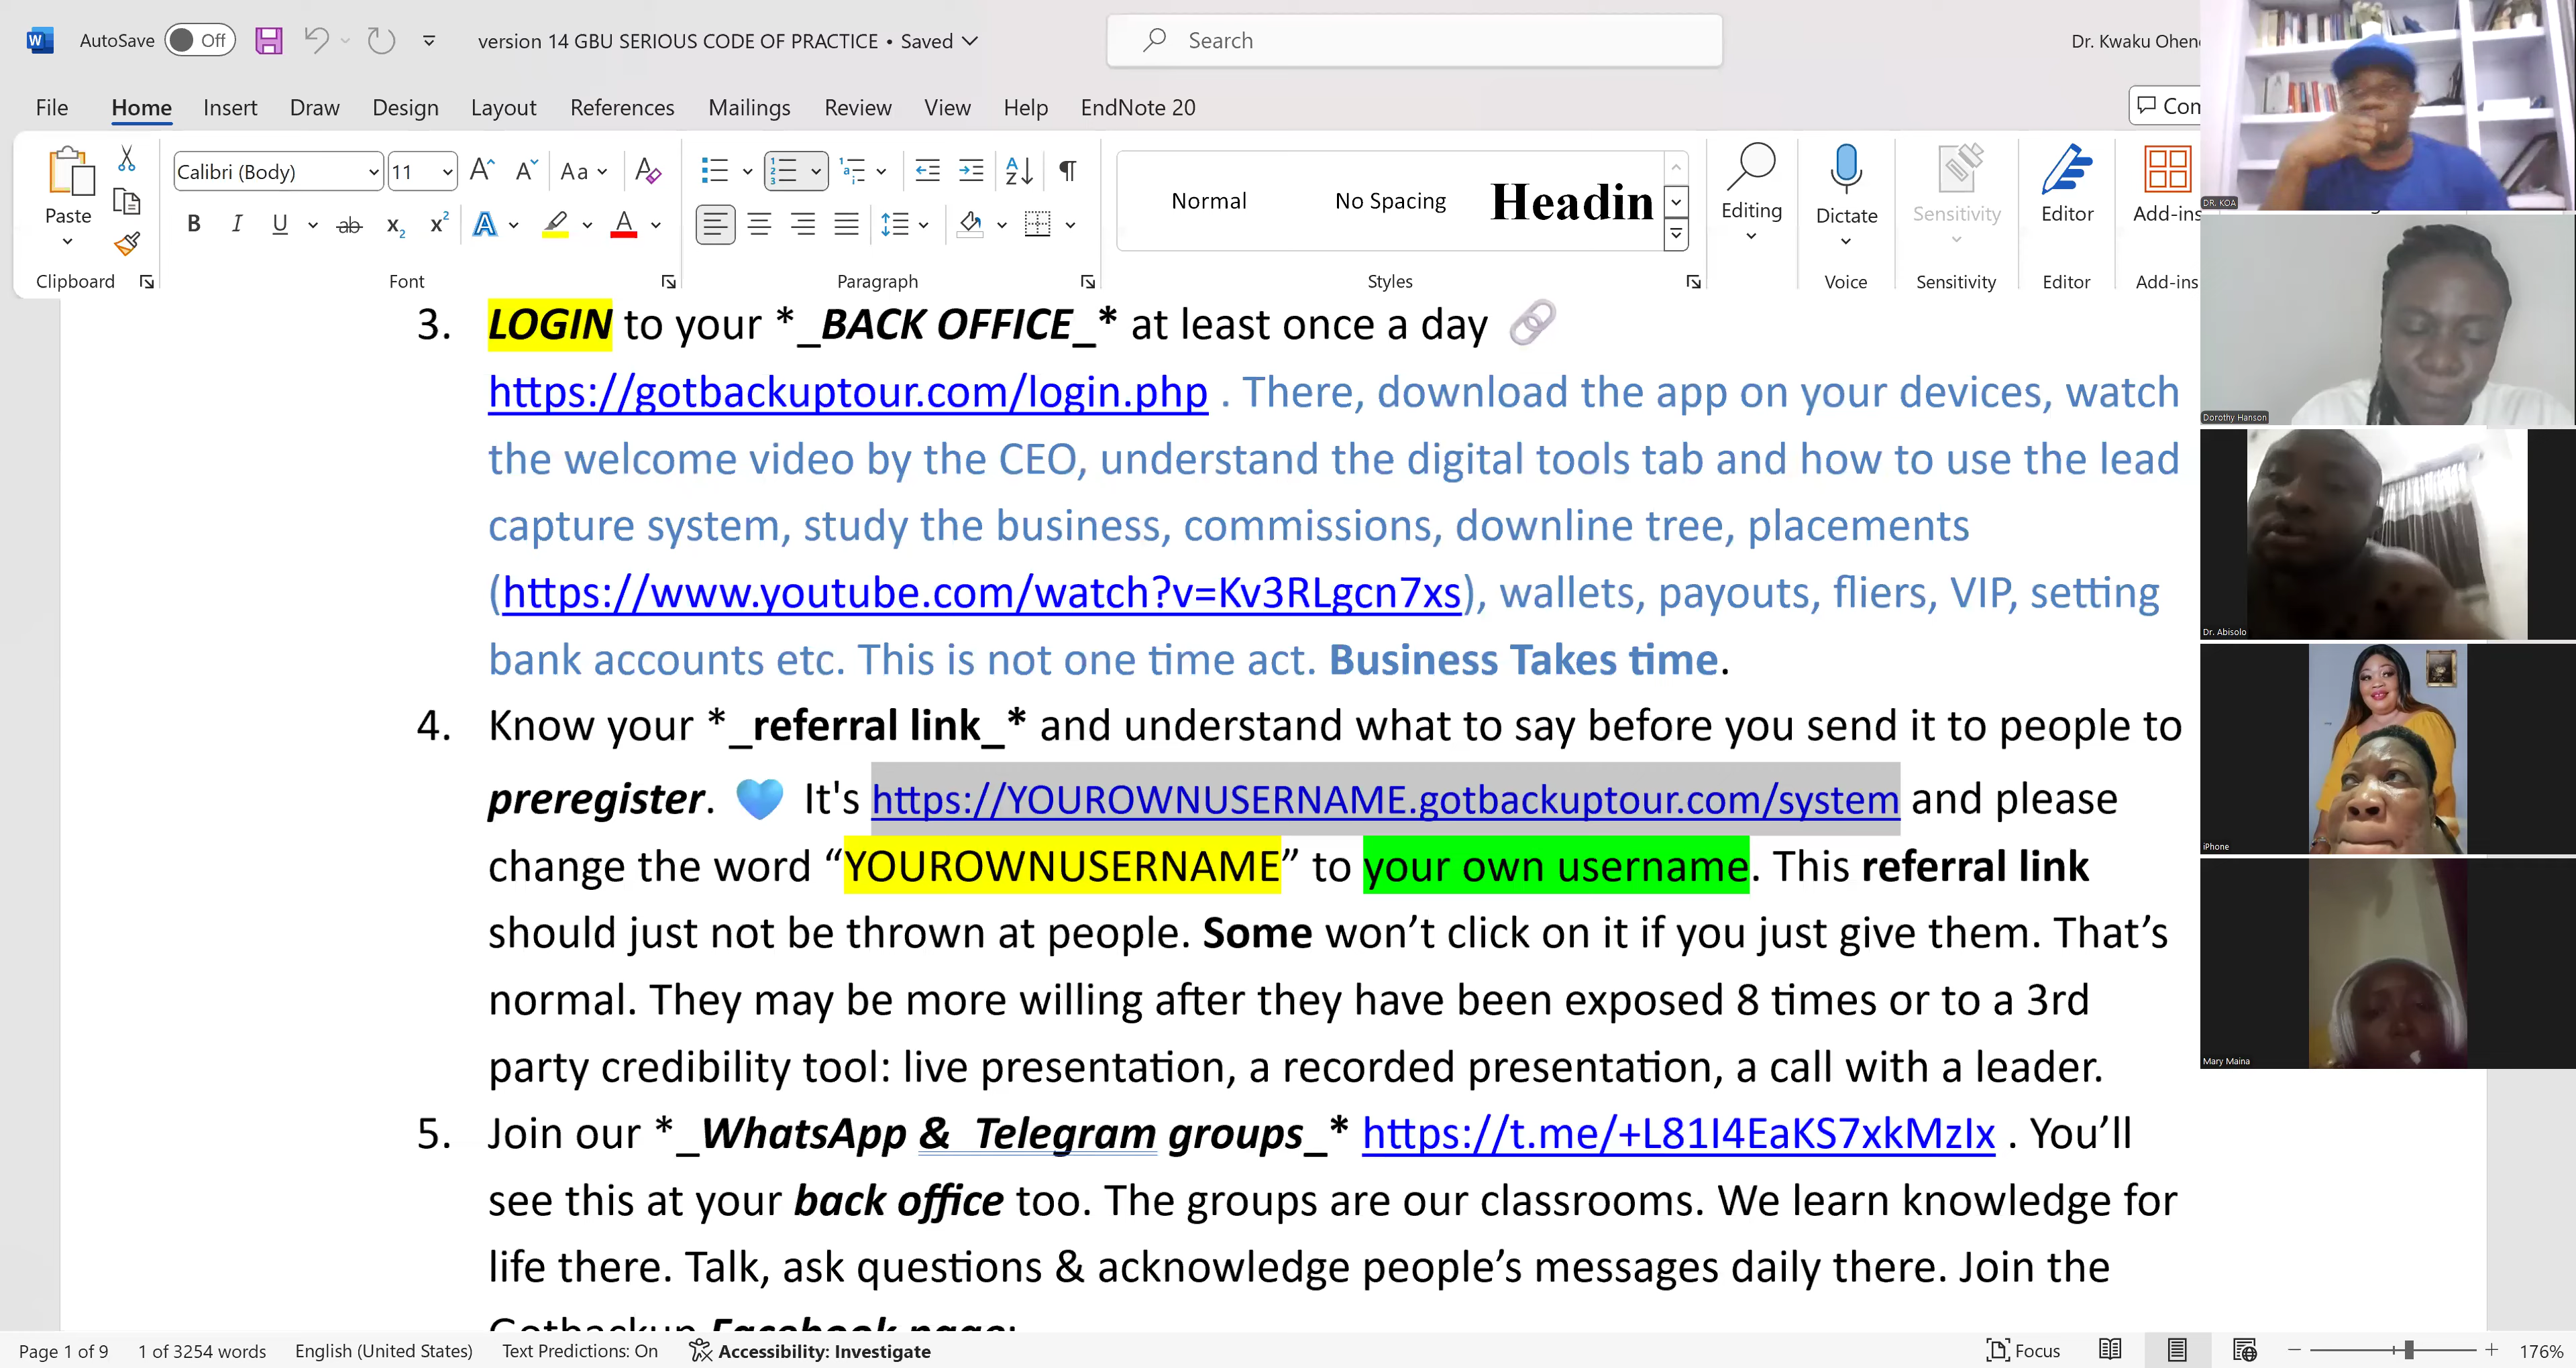 AutoSave Off version 14 GBU SERIOUS CODE OF PRACTICE • Saved Search Dr. Kwaku Ohen
File Home Insert Draw Design Layout References Mailings Review View Help EndNote 20 Com
Calibri (Body) 11 Aa
Paste
Normal No Spacing Headin
Editing Dictate Sensitivity Editor Add-ins
Clipboard Font Paragraph Styles Voice Sensitivity Editor Add-ins
3. LOGIN to your *_BACK OFFICE_* at least once a day
https://gotbackuptour.com/login.php . There, download the app on your devices, watch
the welcome video by the CEO, understand the digital tools tab and how to use the lead
capture system, study the business, commissions, downline tree, placements
(https://www.youtube.com/watch?v=Kv3RLgcn7xs), wallets, payouts, fliers, VIP, setting
bank accounts etc. This is not one time act. Business Takes time.
4. Know your *_referral link_* and understand what to say before you send it to people to
preregister. 💙 It's https://YOUROWNUSERNAME.gotbackuptour.com/system and please
change the word “YOUROWNUSERNAME” to your own username. This referral link
should just not be thrown at people. Some won’t click on it if you just give them. That’s
normal. They may be more willing after they have been exposed 8 times or to a 3rd
party credibility tool: live presentation, a recorded presentation, a call with a leader.
5. Join our *_WhatsApp & Telegram groups_* https://t.me/+L81I4EaKS7xkMzIx . You’ll
see this at your back office too. The groups are our classrooms. We learn knowledge for
life there. Talk, ask questions & acknowledge people’s messages daily there. Join the
Gotbackup Facebook page:
Page 1 of 9 1 of 3254 words English (United States) Text Predictions: On Accessibility: Investigate Focus 176%
DR. KOA
Dorothy Hanson
Dr. Abisolo
iPhone
Mary Maina